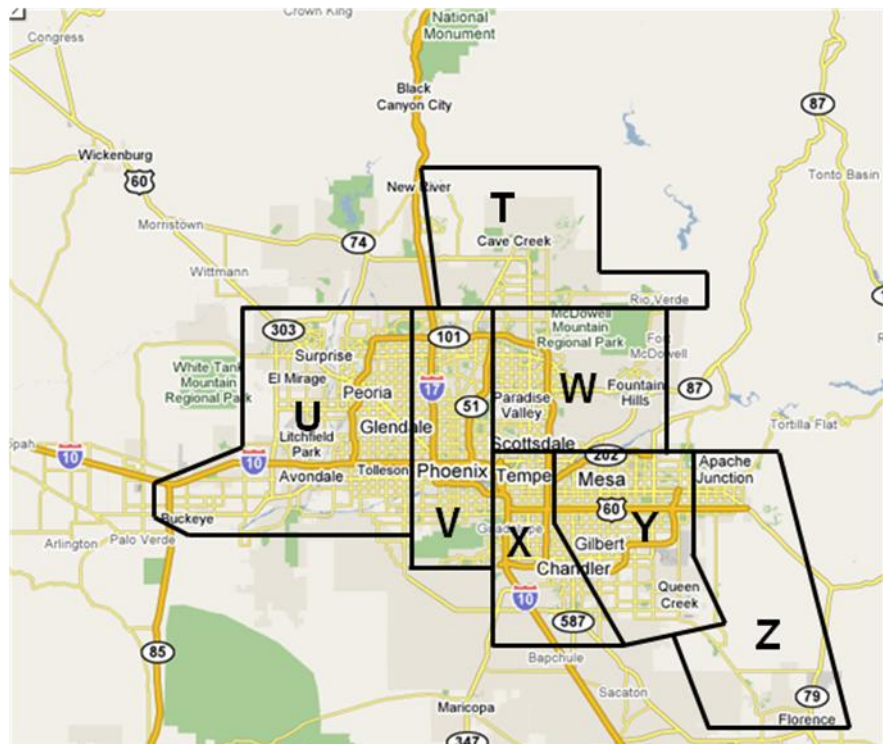 Crown King
National
Monument
Congress
Black
Canyon City
87
Wickenburg
60
Tonto Basin
New River
T
Morristown
74
Cave Creek
Wittmann
Rio Verde
303
101
McDowell
Mountain
Regional Park
Fort
McDowell
Surprise
White Tank
Mountain
Regional Park
El Mirage
Peoria
17
51
Paradise
Valley
W
Fountain
Hills
87
U
Glendale
Litchfield
Park
Tortilla Flat
Scottsdale
10
10
Avondale
Tolleson
Phoenix
Tempe
202
Mesa
Apache
Junction
Buckeye
V
60
Y
X
Gilbert
Arlington
Palo Verde
Chandler
Queen
Creek
10
587
Z
85
Bapchule
Sacaton
79
Maricopa
Florence
347